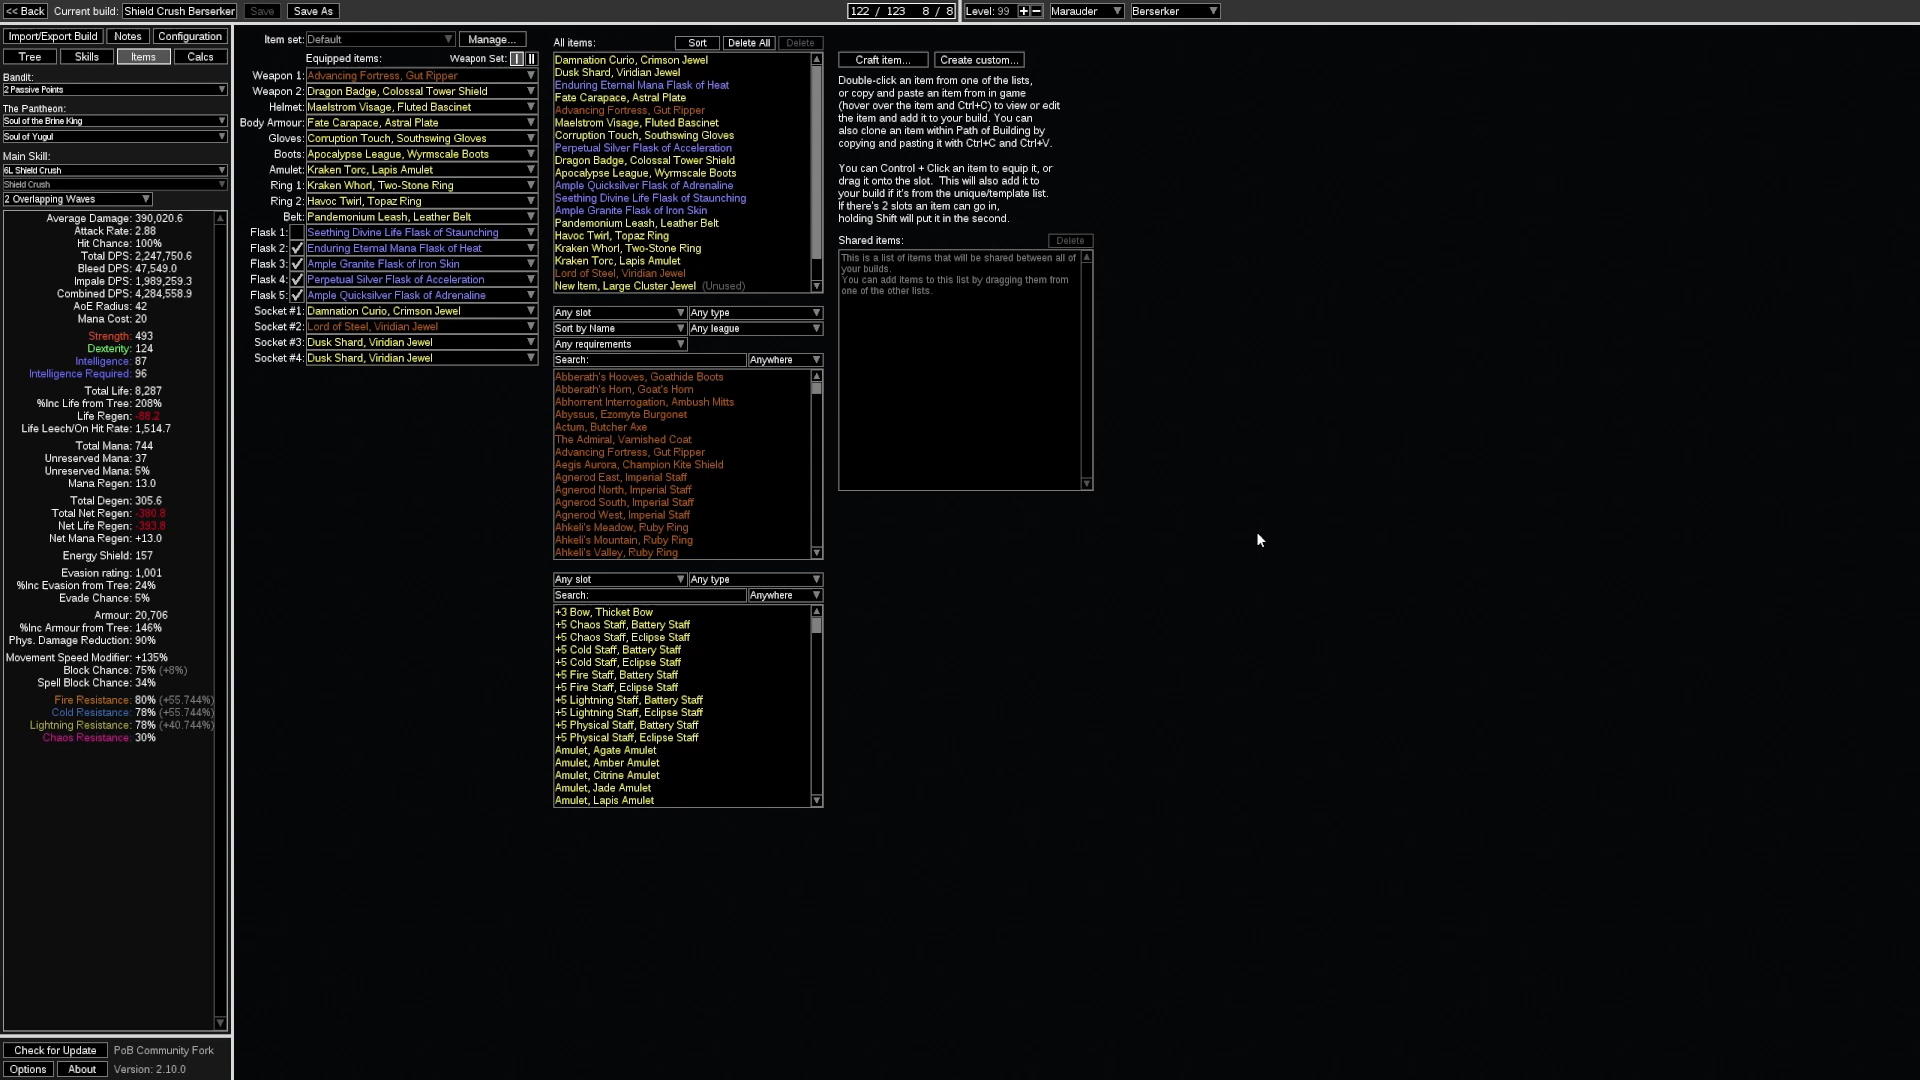 << Back
Current build:
Shield Crush Berserker
Save
Save As
122 / 123   8 / 8
Level: 99
+
Marauder
Berserker
Import/Export Build
Notes
Configuration
Tree
Skills
Items
Calcs
Bandit:
2 Passive Points
The Pantheon:
Soul of the Brine King
Soul of Yugul
Main Skill:
6L Shield Crush
Shield Crush
2 Overlapping Waves
Average Damage: 390,020.6
Attack Rate: 2.88
Hit Chance: 100%
Total DPS: 2,247,750.6
Bleed DPS: 47,549.0
Impale DPS: 1,989,259.3
Combined DPS: 4,284,558.9
AoE Radius: 42
Mana Cost: 20
Strength: 493
Dexterity: 124
Intelligence: 87
Intelligence Required: 96
Total Life: 8,287
%Inc Life from Tree: 208%
Life Regen: -88.2
Life Leech/On Hit Rate: 1,514.7
Total Mana: 744
Unreserved Mana: 37
Unreserved Mana: 5%
Mana Regen: 13.0
Total Degen: 305.6
Total Net Regen: -380.8
Net Life Regen: -393.8
Net Mana Regen: +13.0
Energy Shield: 157
Evasion rating: 1,001
%Inc Evasion from Tree: 24%
Evade Chance: 5%
Armour: 20,706
%Inc Armour from Tree: 146%
Phys. Damage Reduction: 90%
Movement Speed Modifier: +135%
Block Chance: 75% (+8%)
Spell Block Chance: 34%
Fire Resistance: 80% (+55.744%)
Cold Resistance: 78% (+55.744%)
Lightning Resistance: 78% (+40.744%)
Chaos Resistance: 30%
Check for Update
PoB Community Fork
Options
About
Version: 2.10.0
Item set:
Default
Manage...
Equipped items:
Weapon Set: I II
Weapon 1: Advancing Fortress, Gut Ripper
Weapon 2: Dragon Badge, Colossal Tower Shield
Helmet: Maelstrom Visage, Fluted Bascinet
Body Armour: Fate Carapace, Astral Plate
Gloves: Corruption Touch, Southswing Gloves
Boots: Apocalypse League, Wyrmscale Boots
Amulet: Kraken Torc, Lapis Amulet
Ring 1: Kraken Whorl, Two-Stone Ring
Ring 2: Havoc Twirl, Topaz Ring
Belt: Pandemonium Leash, Leather Belt
Flask 1: Seething Divine Life Flask of Staunching
Flask 2: Enduring Eternal Mana Flask of Heat
Flask 3: Ample Granite Flask of Iron Skin
Flask 4: Perpetual Silver Flask of Acceleration
Flask 5: Ample Quicksilver Flask of Adrenaline
Socket #1: Damnation Curio, Crimson Jewel
Socket #2: Lord of Steel, Viridian Jewel
Socket #3: Dusk Shard, Viridian Jewel
Socket #4: Dusk Shard, Viridian Jewel
All items:
Sort
Delete All
Delete
Damnation Curio, Crimson Jewel
Dusk Shard, Viridian Jewel
Enduring Eternal Mana Flask of Heat
Fate Carapace, Astral Plate
Advancing Fortress, Gut Ripper
Maelstrom Visage, Fluted Bascinet
Corruption Touch, Southswing Gloves
Perpetual Silver Flask of Acceleration
Dragon Badge, Colossal Tower Shield
Apocalypse League, Wyrmscale Boots
Ample Quicksilver Flask of Adrenaline
Seething Divine Life Flask of Staunching
Ample Granite Flask of Iron Skin
Pandemonium Leash, Leather Belt
Havoc Twirl, Topaz Ring
Kraken Whorl, Two-Stone Ring
Kraken Torc, Lapis Amulet
Lord of Steel, Viridian Jewel
New Item, Large Cluster Jewel (Unused)
Any slot
Any type
Sort by Name
Any league
Any requirements
Search:
Anywhere
Abberath's Hooves, Goathide Boots
Abberath's Horn, Goat's Horn
Abhorrent Interrogation, Ambush Mitts
Abyssus, Ezomyte Burgonet
Actum, Butcher Axe
The Admiral, Varnished Coat
Advancing Fortress, Gut Ripper
Aegis Aurora, Champion Kite Shield
Agnerod East, Imperial Staff
Agnerod North, Imperial Staff
Agnerod South, Imperial Staff
Agnerod West, Imperial Staff
Ahkeli's Meadow, Ruby Ring
Ahkeli's Mountain, Ruby Ring
Ahkeli's Valley, Ruby Ring
Any slot
Any type
Search:
Anywhere
+3 Bow, Thicket Bow
+5 Chaos Staff, Battery Staff
+5 Chaos Staff, Eclipse Staff
+5 Cold Staff, Battery Staff
+5 Cold Staff, Eclipse Staff
+5 Fire Staff, Battery Staff
+5 Fire Staff, Eclipse Staff
+5 Lightning Staff, Battery Staff
+5 Lightning Staff, Eclipse Staff
+5 Physical Staff, Battery Staff
+5 Physical Staff, Eclipse Staff
Amulet, Agate Amulet
Amulet, Amber Amulet
Amulet, Citrine Amulet
Amulet, Jade Amulet
Amulet, Lapis Amulet
Craft item...
Create custom...
Double-click an item from one of the lists,
or copy and paste an item from in game
(hover over the item and Ctrl+C) to view or edit
the item and add it to your build. You can
also clone an item within Path of Building by
copying and pasting it with Ctrl+C and Ctrl+V.
You can Control + Click an item to equip it, or
drag it onto the slot.  This will also add it to
your build if it's from the unique/template list.
If there's 2 slots an item can go in,
holding Shift will put it in the second.
Shared items:
Delete
This is a list of items that will be shared between all of
your builds.
You can add items to this list by dragging them from
one of the other lists.